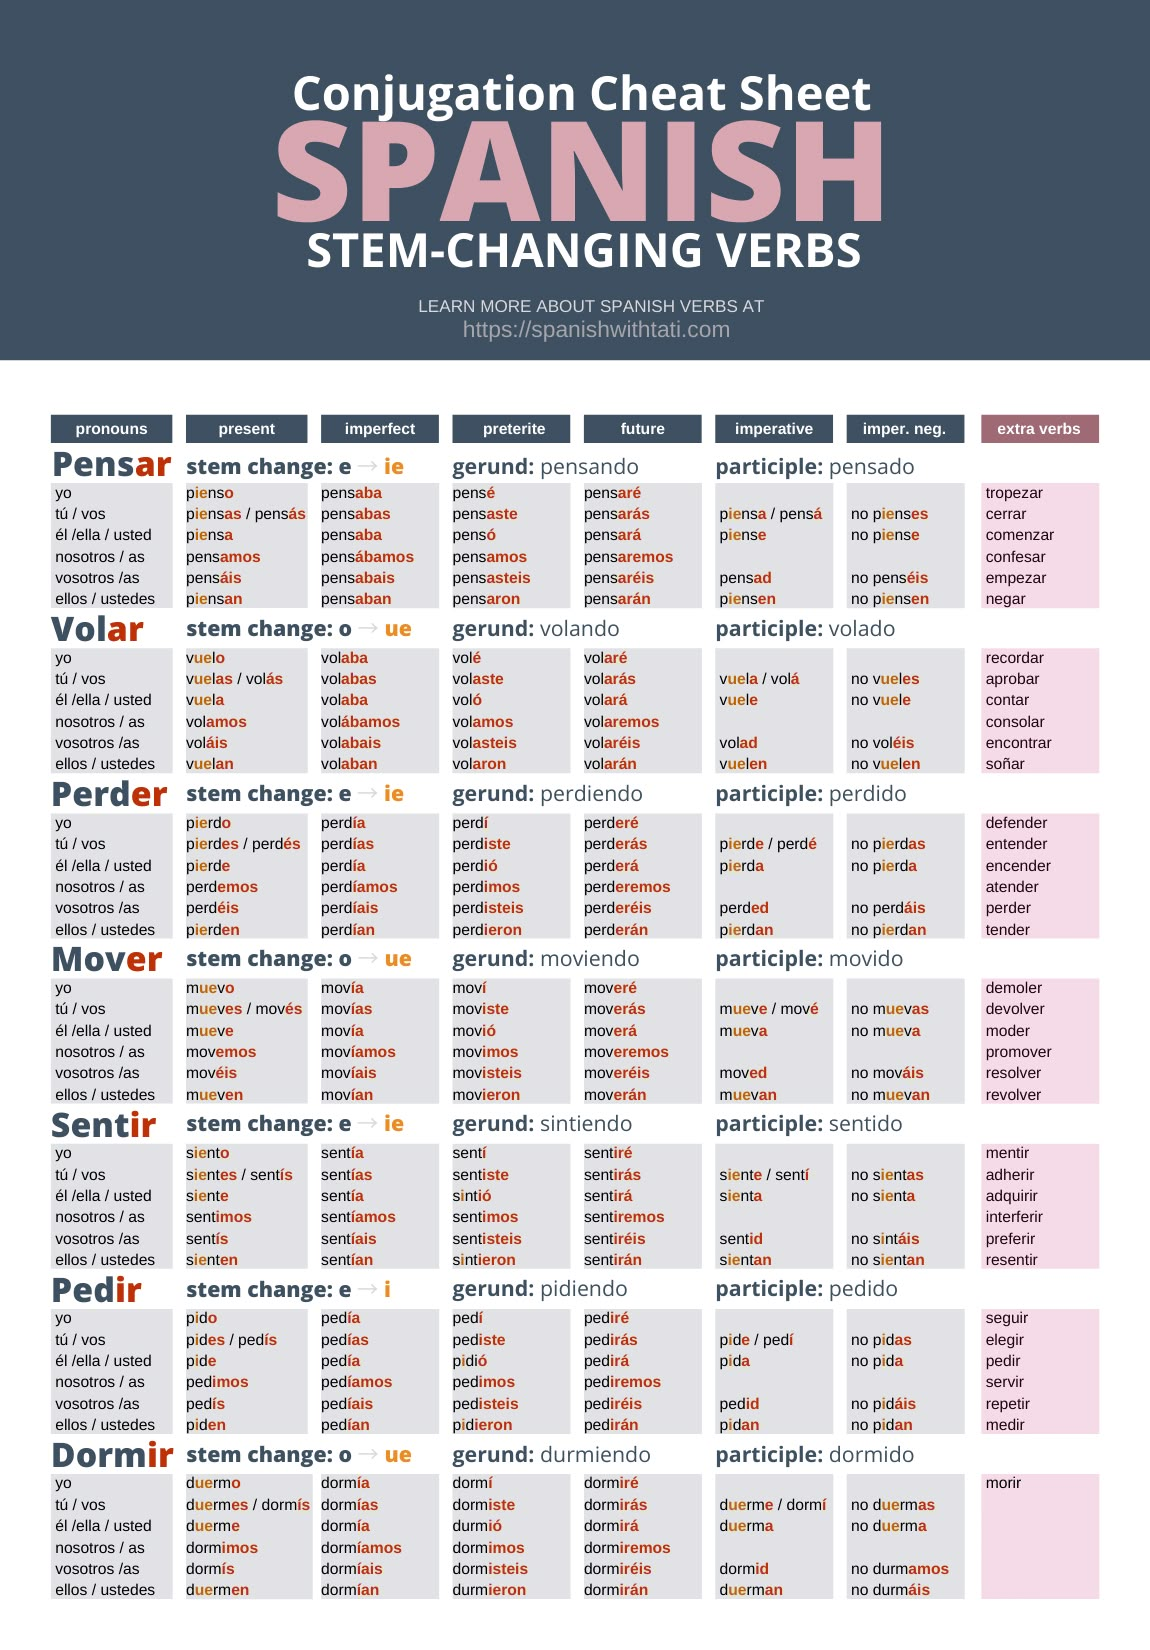 Conjugation Cheat Sheet
SPANISH
STEM-CHANGING VERBS
LEARN MORE ABOUT SPANISH VERBS AT
https://spanishwithtati.com
pronouns present imperfect preterite future imperative imper. neg. extra verbs
Pensar stem change: e → ie gerund: pensando participle: pensado
yo pienso pensaba pensé pensaré tropezar
tú / vos piensas / pensás pensabas pensaste pensarás piensa / pensá no pienses cerrar
él /ella / usted piensa pensaba pensó pensará piense no piense comenzar
nosotros / as pensamos pensábamos pensamos pensaremos confesar
vosotros /as pensáis pensabais pensasteis pensaréis pensad no penséis empezar
ellos / ustedes piensan pensaban pensaron pensarán piensen no piensen negar
Volar stem change: o → ue gerund: volando participle: volado
yo vuelo volaba volé volaré recordar
tú / vos vuelas / volás volabas volaste volarás vuela / volá no vueles aprobar
él /ella / usted vuela volaba voló volará vuele no vuele contar
nosotros / as volamos volábamos volamos volaremos consolar
vosotros /as voláis volabais volasteis volaréis volad no voléis encontrar
ellos / ustedes vuelan volaban volaron volarán vuelen no vuelen soñar
Perder stem change: e → ie gerund: perdiendo participle: perdido
yo pierdo perdía perdí perderé defender
tú / vos pierdes / perdés perdías perdiste perderás pierde / perdé no pierdas entender
él /ella / usted pierde perdía perdió perderá pierda no pierda encender
nosotros / as perdemos perdíamos perdimos perderemos atender
vosotros /as perdéis perdíais perdisteis perderéis perded no perdáis perder
ellos / ustedes pierden perdían perdieron perderán pierdan no pierdan tender
Mover stem change: o → ue gerund: moviendo participle: movido
yo muevo movía moví moveré demoler
tú / vos mueves / movés movías moviste moverás mueve / mové no muevas devolver
él /ella / usted mueve movía movió moverá mueva no mueva moder
nosotros / as movemos movíamos movimos moveremos promover
vosotros /as movéis movíais movisteis moveréis moved no mováis resolver
ellos / ustedes mueven movían movieron moverán muevan no muevan revolver
Sentir stem change: e → ie gerund: sintiendo participle: sentido
yo siento sentía sentí sentiré mentir
tú / vos sientes / sentís sentías sentiste sentirás siente / sentí no sientas adherir
él /ella / usted siente sentía sintió sentirá sienta no sienta adquirir
nosotros / as sentimos sentíamos sentimos sentiremos interferir
vosotros /as sentís sentíais sentisteis sentiréis sentid no sintáis preferir
ellos / ustedes sienten sentían sintieron sentirán sientan no sientan resentir
Pedir stem change: e → i gerund: pidiendo participle: pedido
yo pido pedía pedí pediré seguir
tú / vos pides / pedís pedías pediste pedirás pide / pedí no pidas elegir
él /ella / usted pide pedía pidió pedirá pida no pida pedir
nosotros / as pedimos pedíamos pedimos pediremos servir
vosotros /as pedís pedíais pedisteis pediréis pedid no pidáis repetir
ellos / ustedes piden pedían pidieron pedirán pidan no pidan medir
Dormir stem change: o → ue gerund: durmiendo participle: dormido
yo duermo dormía dormí dormiré morir
tú / vos duermes / dormís dormías dormiste dormirás duerme / dormí no duermas
él /ella / usted duerme dormía durmió dormirá duerma no duerma
nosotros / as dormimos dormíamos dormimos dormiremos
vosotros /as dormís dormíais dormisteis dormiréis dormid no durmamos
ellos / ustedes duermen dormían durmieron dormirán duerman no durmáis